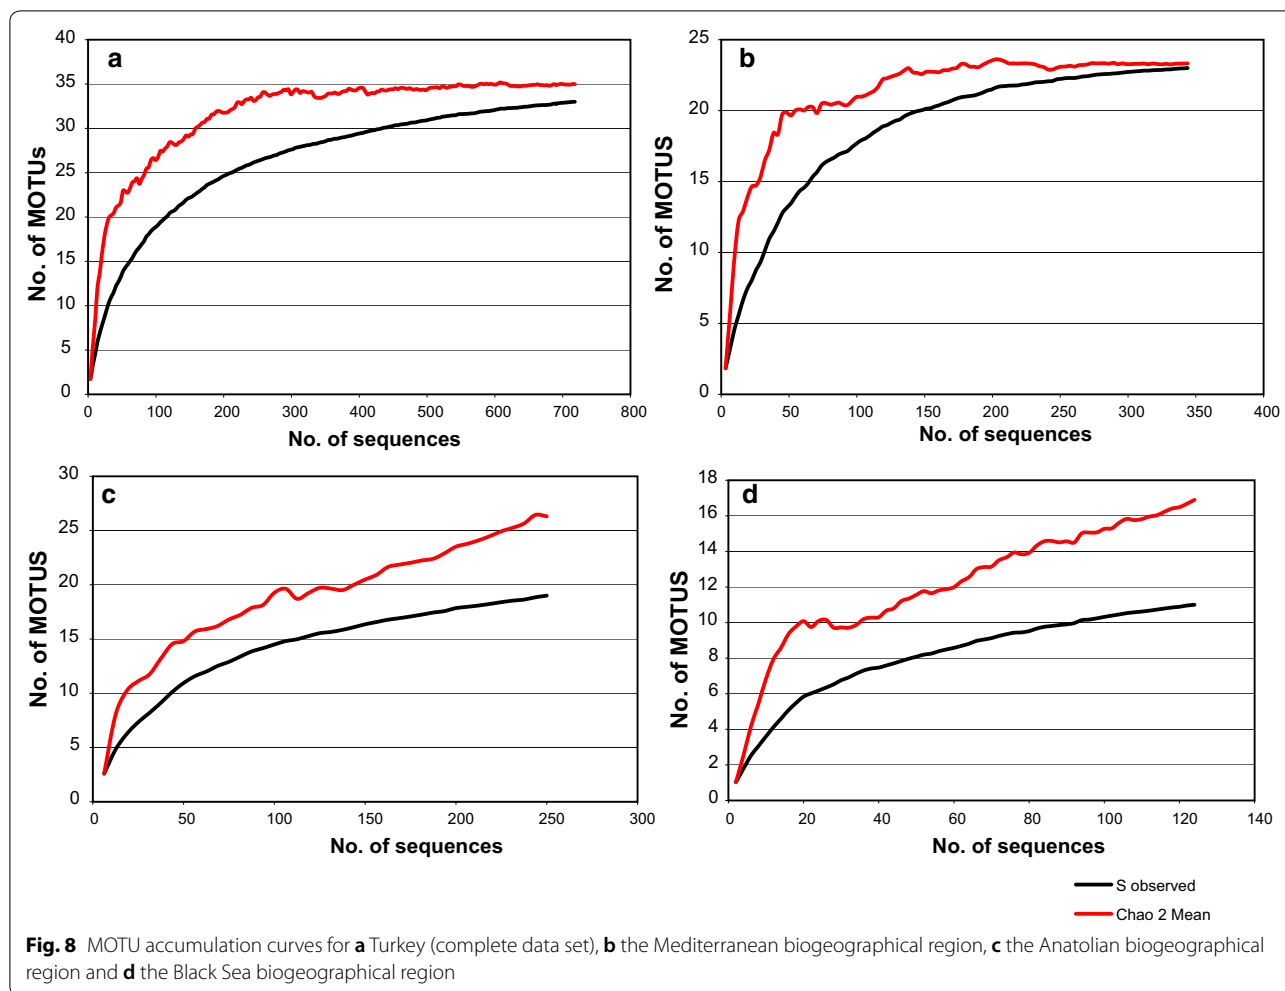 a
40
35
30
25
20
15
10
5
0
No. of MOTUs
0 100 200 300 400 500 600 700 800
No. of sequences
b
25
20
15
10
5
0
No. of MOTUS
0 50 100 150 200 250 300 350 400
No. of sequences
c
30
25
20
15
10
5
0
No. of MOTUS
0 50 100 150 200 250 300
No. of sequences
d
18
16
14
12
10
8
6
4
2
0
No. of MOTUS
0 20 40 60 80 100 120 140
No. of sequences
S observed
Chao 2 Mean
Fig. 8 MOTU accumulation curves for a Turkey (complete data set), b the Mediterranean biogeographical region, c the Anatolian biogeographical
region and d the Black Sea biogeographical region